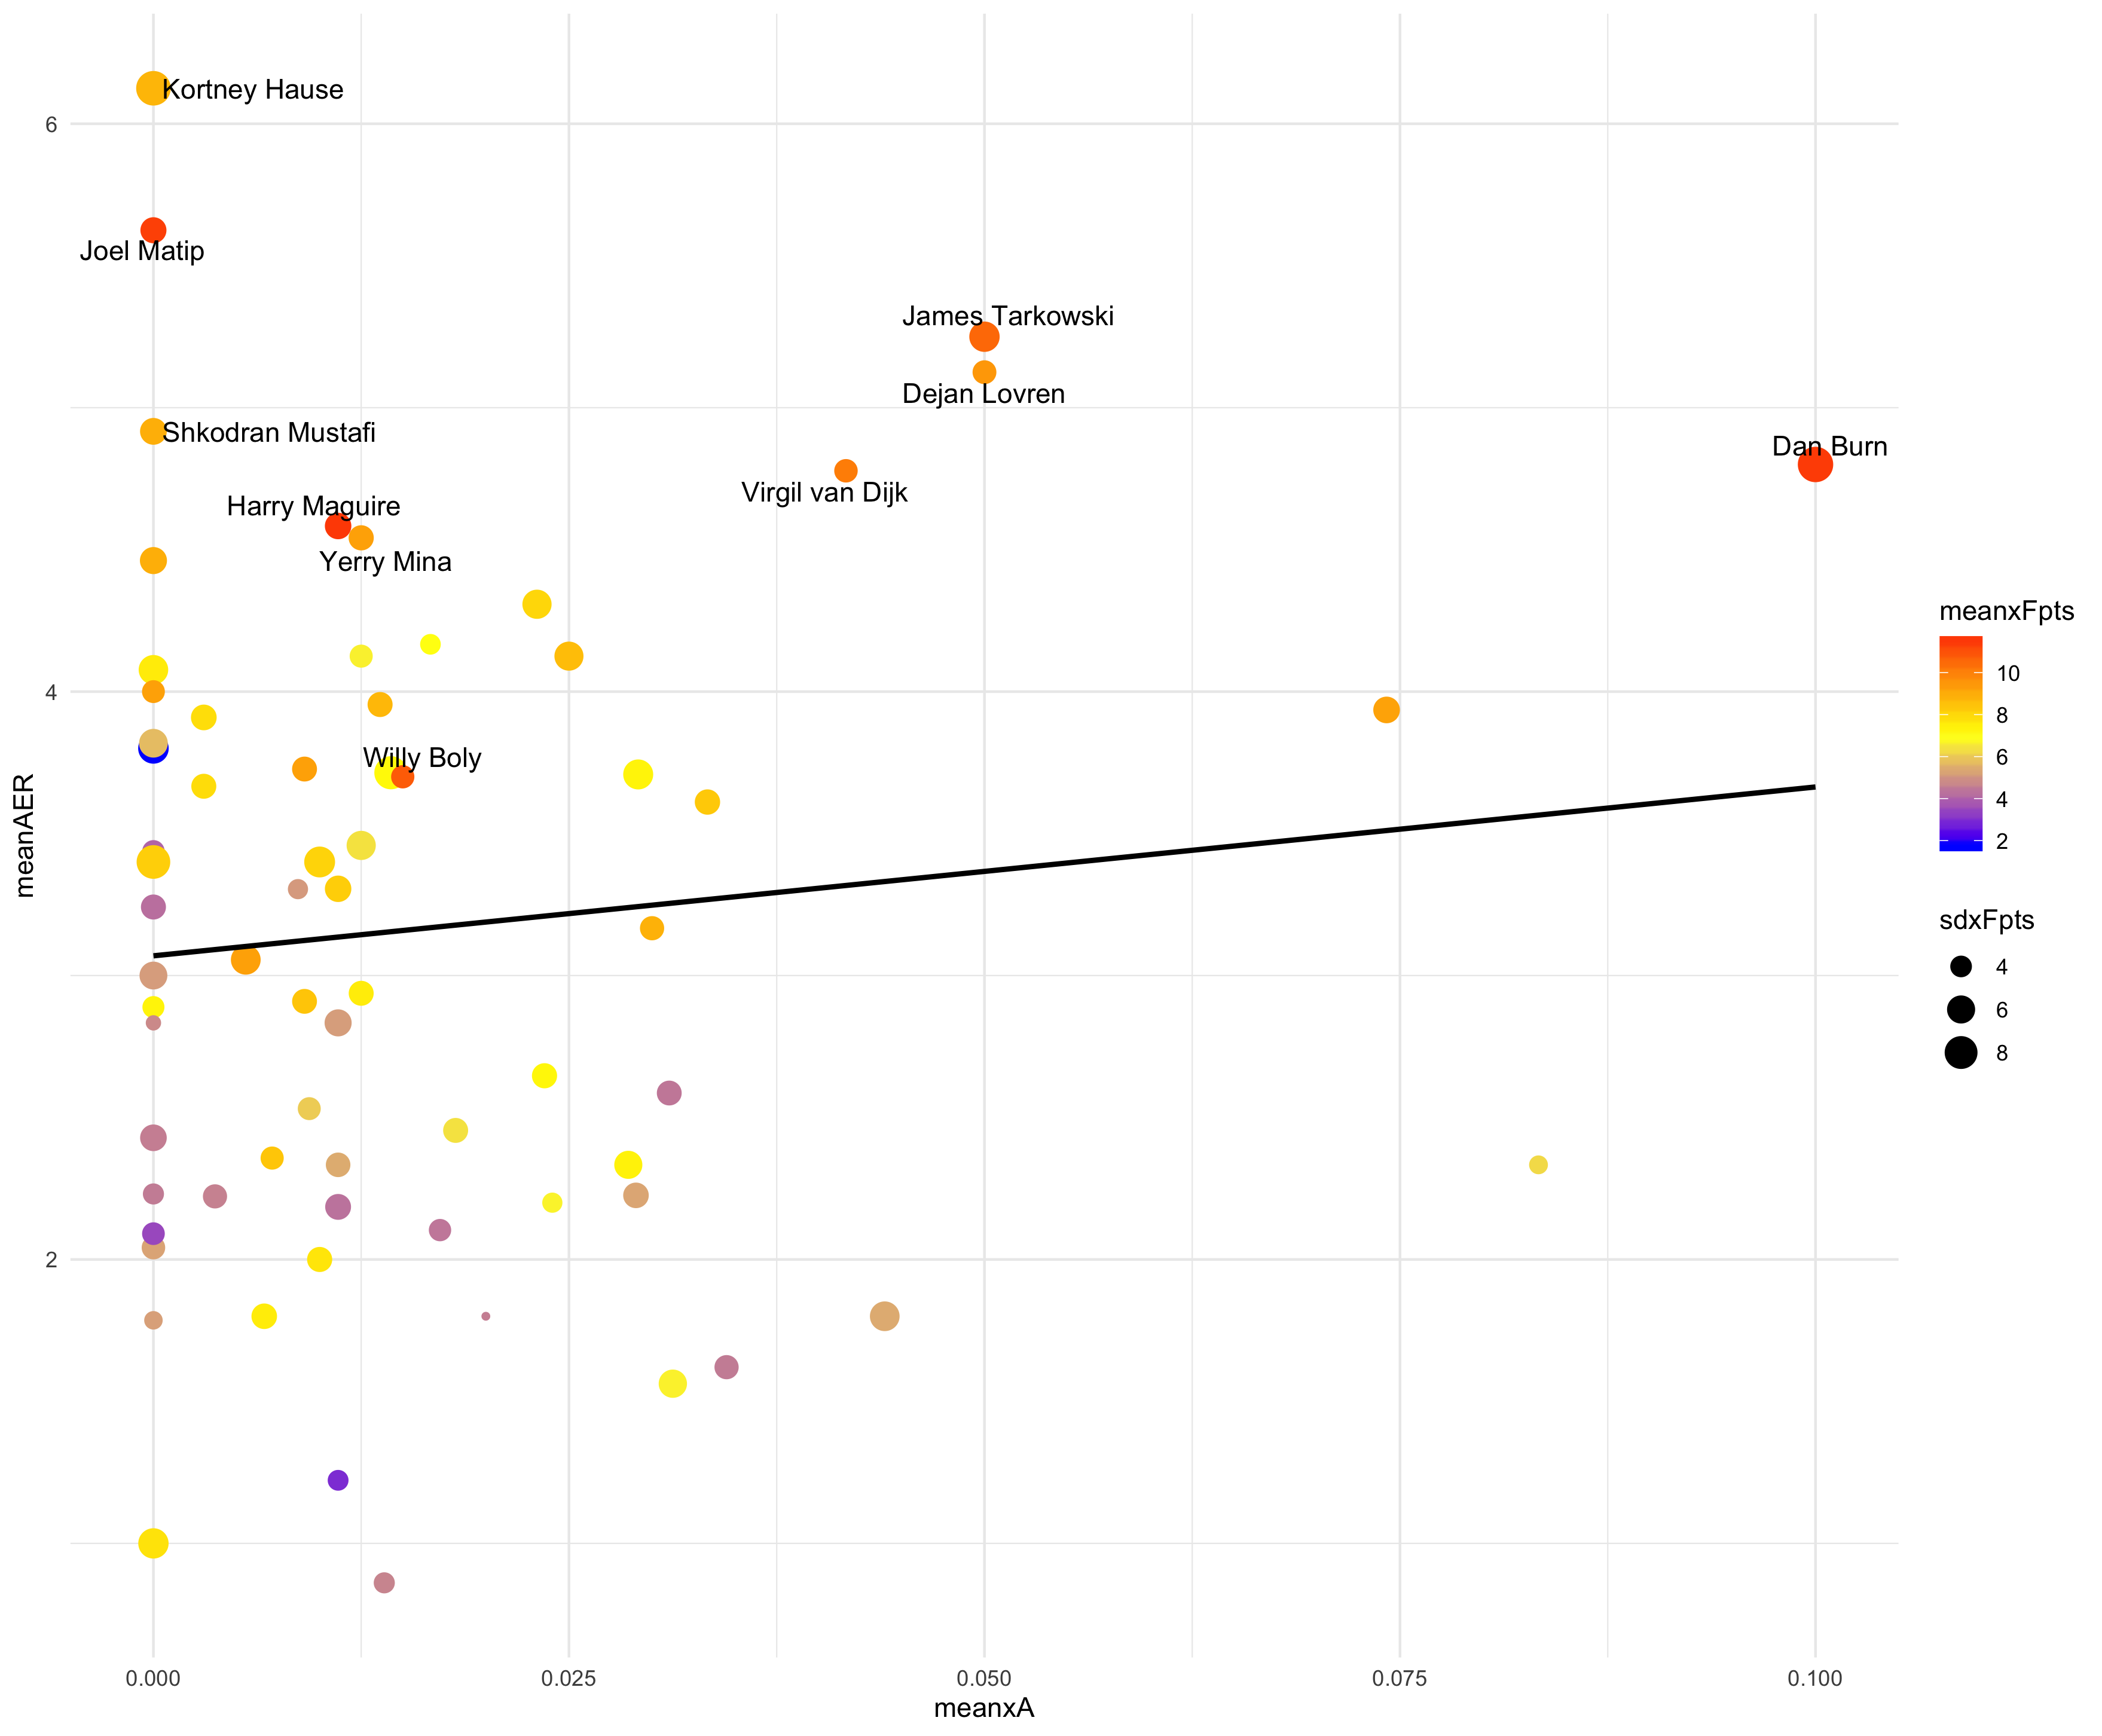 Kortney Hause
6
Joel Matip
James Tarkowski
Dejan Lovren
Shkodran Mustafi
Dan Burn
Virgil van Dijk
Harry Maguire
Yerry Mina
4
Willy Boly
meanAER
2
0.000
0.025
0.050
0.075
0.100
meanxA
meanxFpts
10
8
6
4
2
sdxFpts
4
6
8